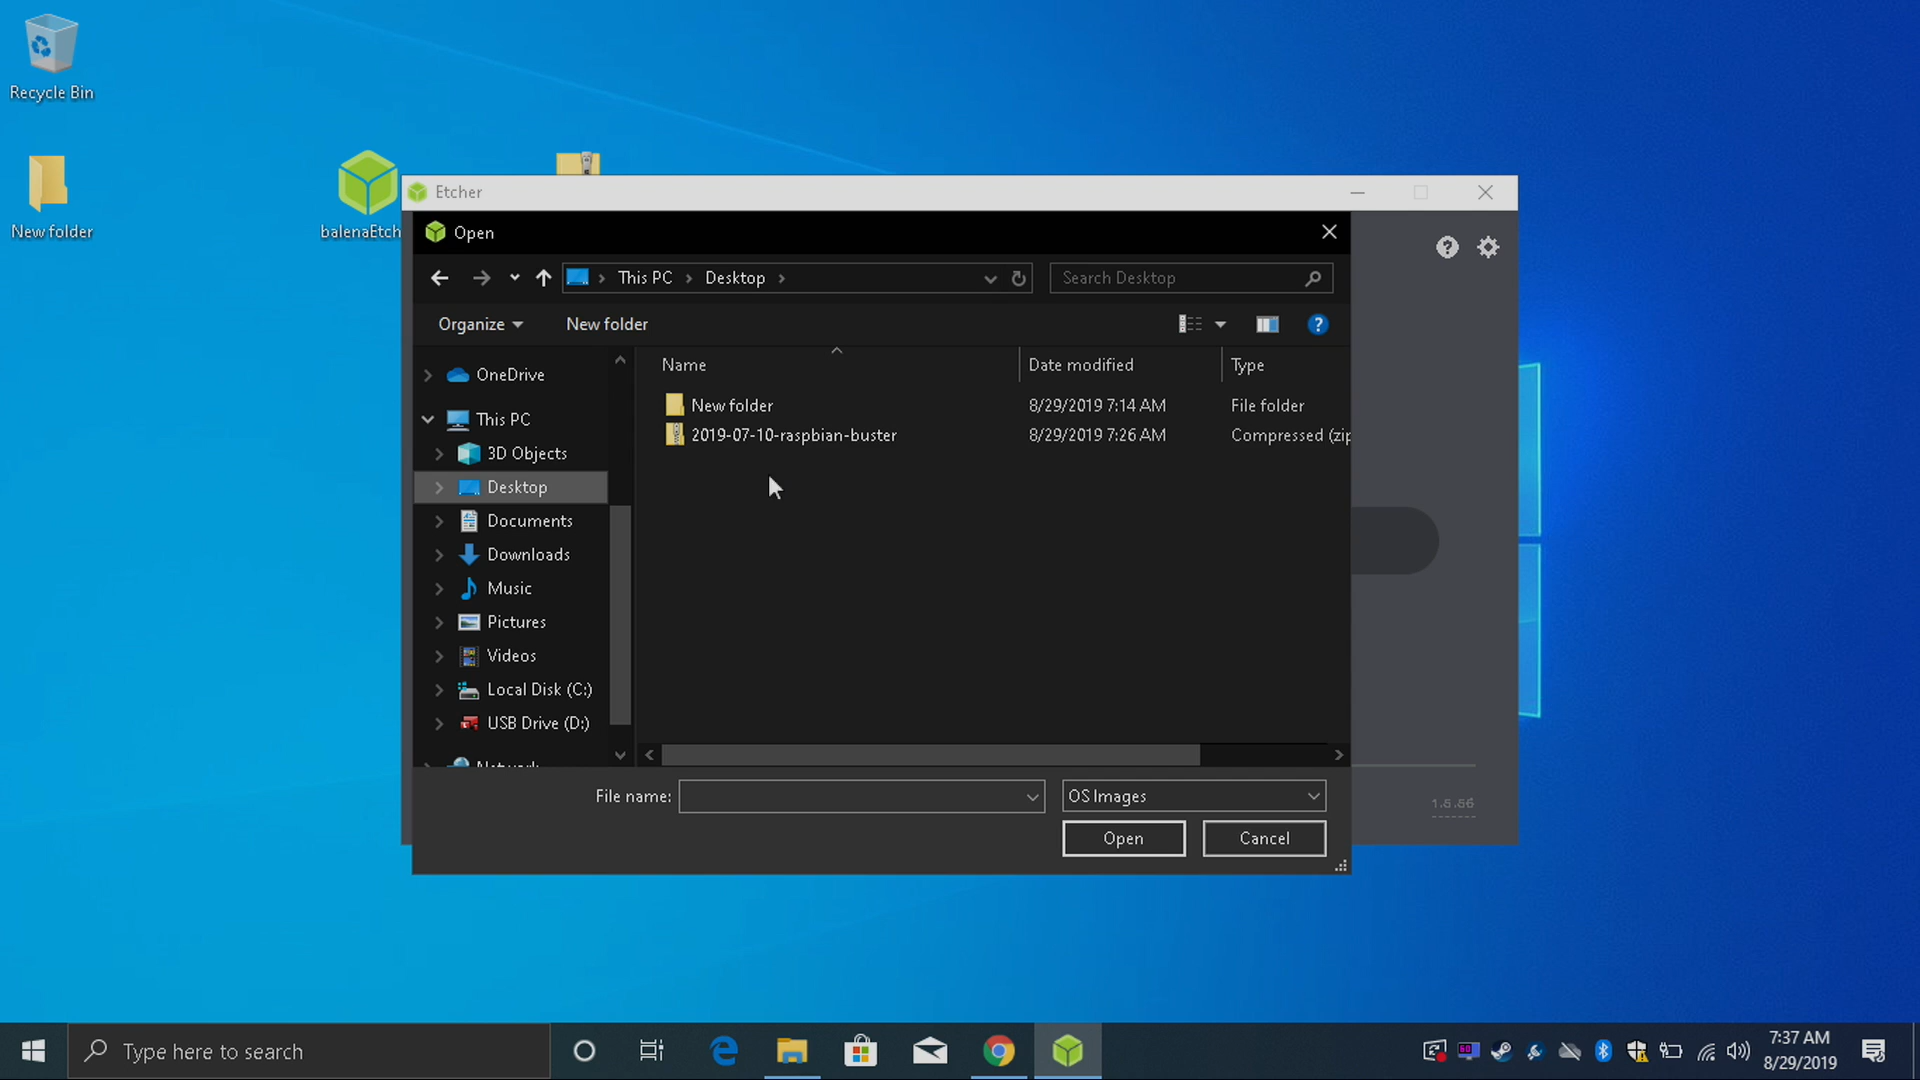 Recycle Bin
New folder
balenaEtch
Etcher
Open
This PC
Desktop
Search Desktop
Organize
New folder
Name
Date modified
Type
OneDrive
This PC
3D Objects
Desktop
Documents
Downloads
Music
Pictures
Videos
Local Disk (C:)
USB Drive (D:)
Network
New folder
8/29/2019 7:14 AM
File folder
2019-07-10-raspbian-buster
8/29/2019 7:26 AM
Compressed (zip
File name:
OS Images
Open
Cancel
Type here to search
7:37 AM
8/29/2019